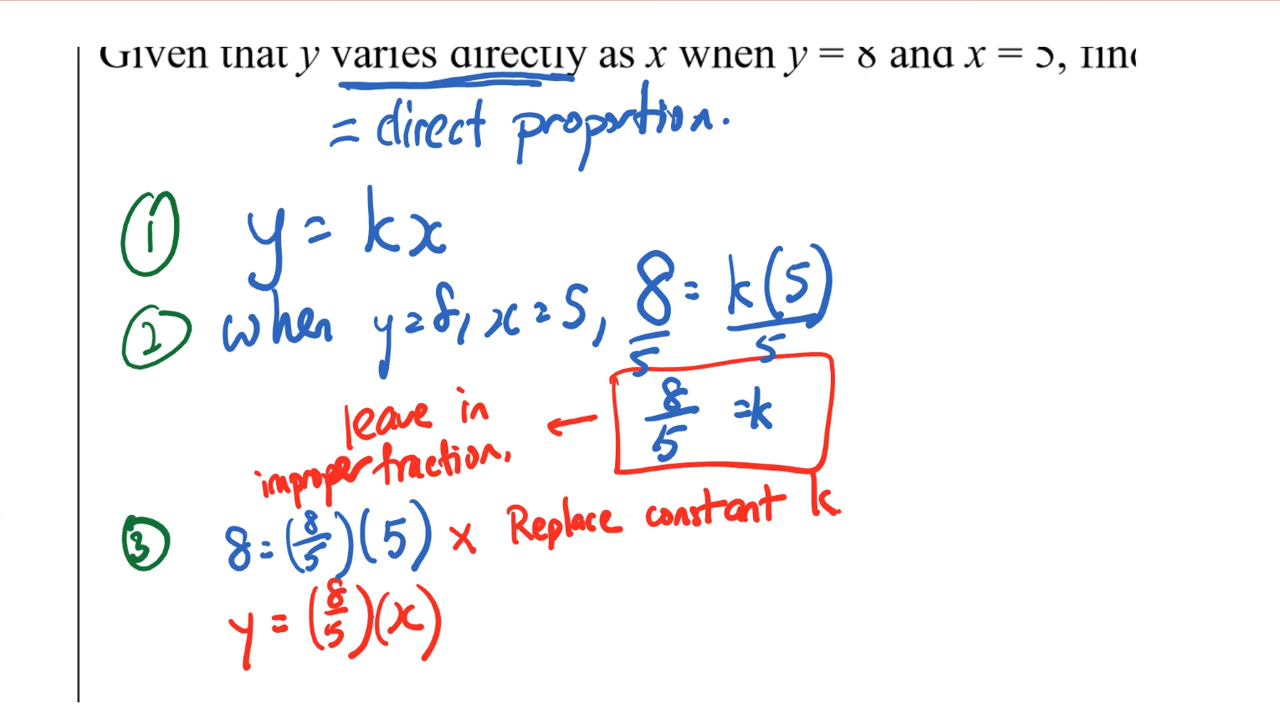 Given that y varies directly as x when y = 8 and x = 5, find
= direct proportion.
① y = kx
② when y=8, x=5, 8/5 = k(5)/5
8/5 = k
← leave in
improper fraction.
③ 8 = (8/5)(5) × Replace constant k
y = (8/5)(x)